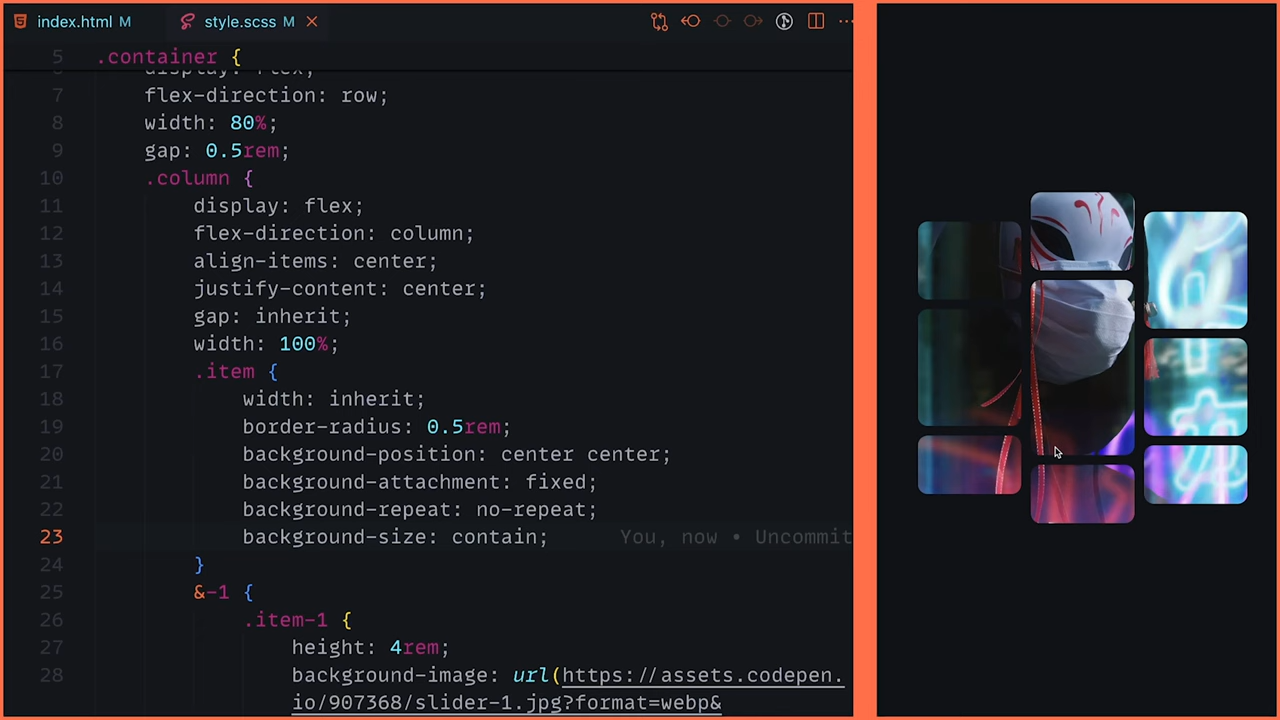 index.html M
style.scss M
5 .container {
display: flex;
7 flex-direction: row;
8 width: 80%;
9 gap: 0.5rem;
10 .column {
11 display: flex;
12 flex-direction: column;
13 align-items: center;
14 justify-content: center;
15 gap: inherit;
16 width: 100%;
17 .item {
18 width: inherit;
19 border-radius: 0.5rem;
20 background-position: center center;
21 background-attachment: fixed;
22 background-repeat: no-repeat;
23 background-size: contain; You, now • Uncommit
24 }
25 &-1 {
26 .item-1 {
27 height: 4rem;
28 background-image: url(https://assets.codepen.
io/907368/slider-1.jpg?format=webp&